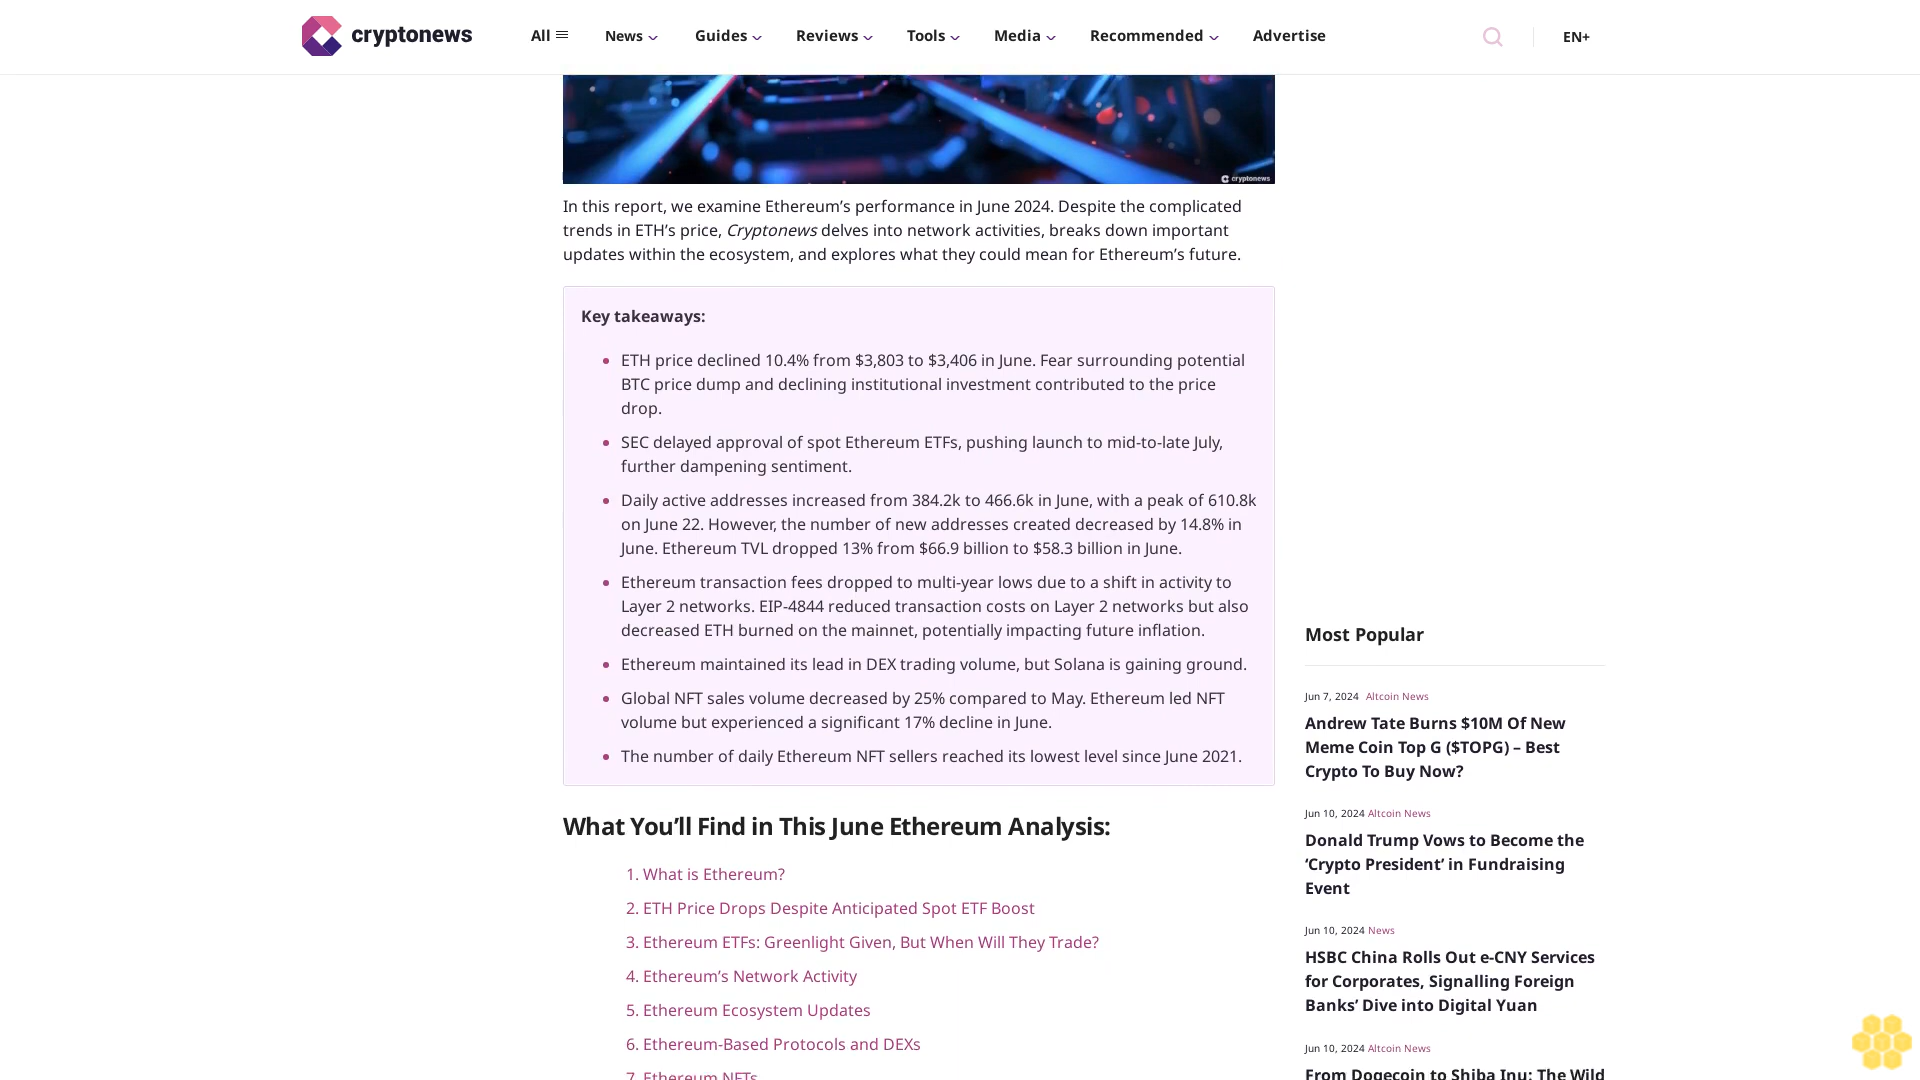 cryptonews
All
News
Guides
Reviews
Tools
Media
Recommended
Advertise
EN+
cryptonews
In this report, we examine Ethereum’s performance in June 2024. Despite the complicated
trends in ETH’s price, Cryptonews delves into network activities, breaks down important
updates within the ecosystem, and explores what they could mean for Ethereum’s future.
Key takeaways:
ETH price declined 10.4% from $3,803 to $3,406 in June. Fear surrounding potential
BTC price dump and declining institutional investment contributed to the price
drop.
SEC delayed approval of spot Ethereum ETFs, pushing launch to mid-to-late July,
further dampening sentiment.
Daily active addresses increased from 384.2k to 466.6k in June, with a peak of 610.8k
on June 22. However, the number of new addresses created decreased by 14.8% in
June. Ethereum TVL dropped 13% from $66.9 billion to $58.3 billion in June.
Ethereum transaction fees dropped to multi-year lows due to a shift in activity to
Layer 2 networks. EIP-4844 reduced transaction costs on Layer 2 networks but also
decreased ETH burned on the mainnet, potentially impacting future inflation.
Ethereum maintained its lead in DEX trading volume, but Solana is gaining ground.
Global NFT sales volume decreased by 25% compared to May. Ethereum led NFT
volume but experienced a significant 17% decline in June.
The number of daily Ethereum NFT sellers reached its lowest level since June 2021.
What You’ll Find in This June Ethereum Analysis:
1. What is Ethereum?
2. ETH Price Drops Despite Anticipated Spot ETF Boost
3. Ethereum ETFs: Greenlight Given, But When Will They Trade?
4. Ethereum’s Network Activity
5. Ethereum Ecosystem Updates
6. Ethereum-Based Protocols and DEXs
7. Ethereum NFTs
Most Popular
Jun 7, 2024 Altcoin News
Andrew Tate Burns $10M Of New
Meme Coin Top G ($TOPG) – Best
Crypto To Buy Now?
Jun 10, 2024 Altcoin News
Donald Trump Vows to Become the
‘Crypto President’ in Fundraising
Event
Jun 10, 2024 News
HSBC China Rolls Out e-CNY Services
for Corporates, Signalling Foreign
Banks’ Dive into Digital Yuan
Jun 10, 2024 Altcoin News
From Dogecoin to Shiba Inu: The Wild